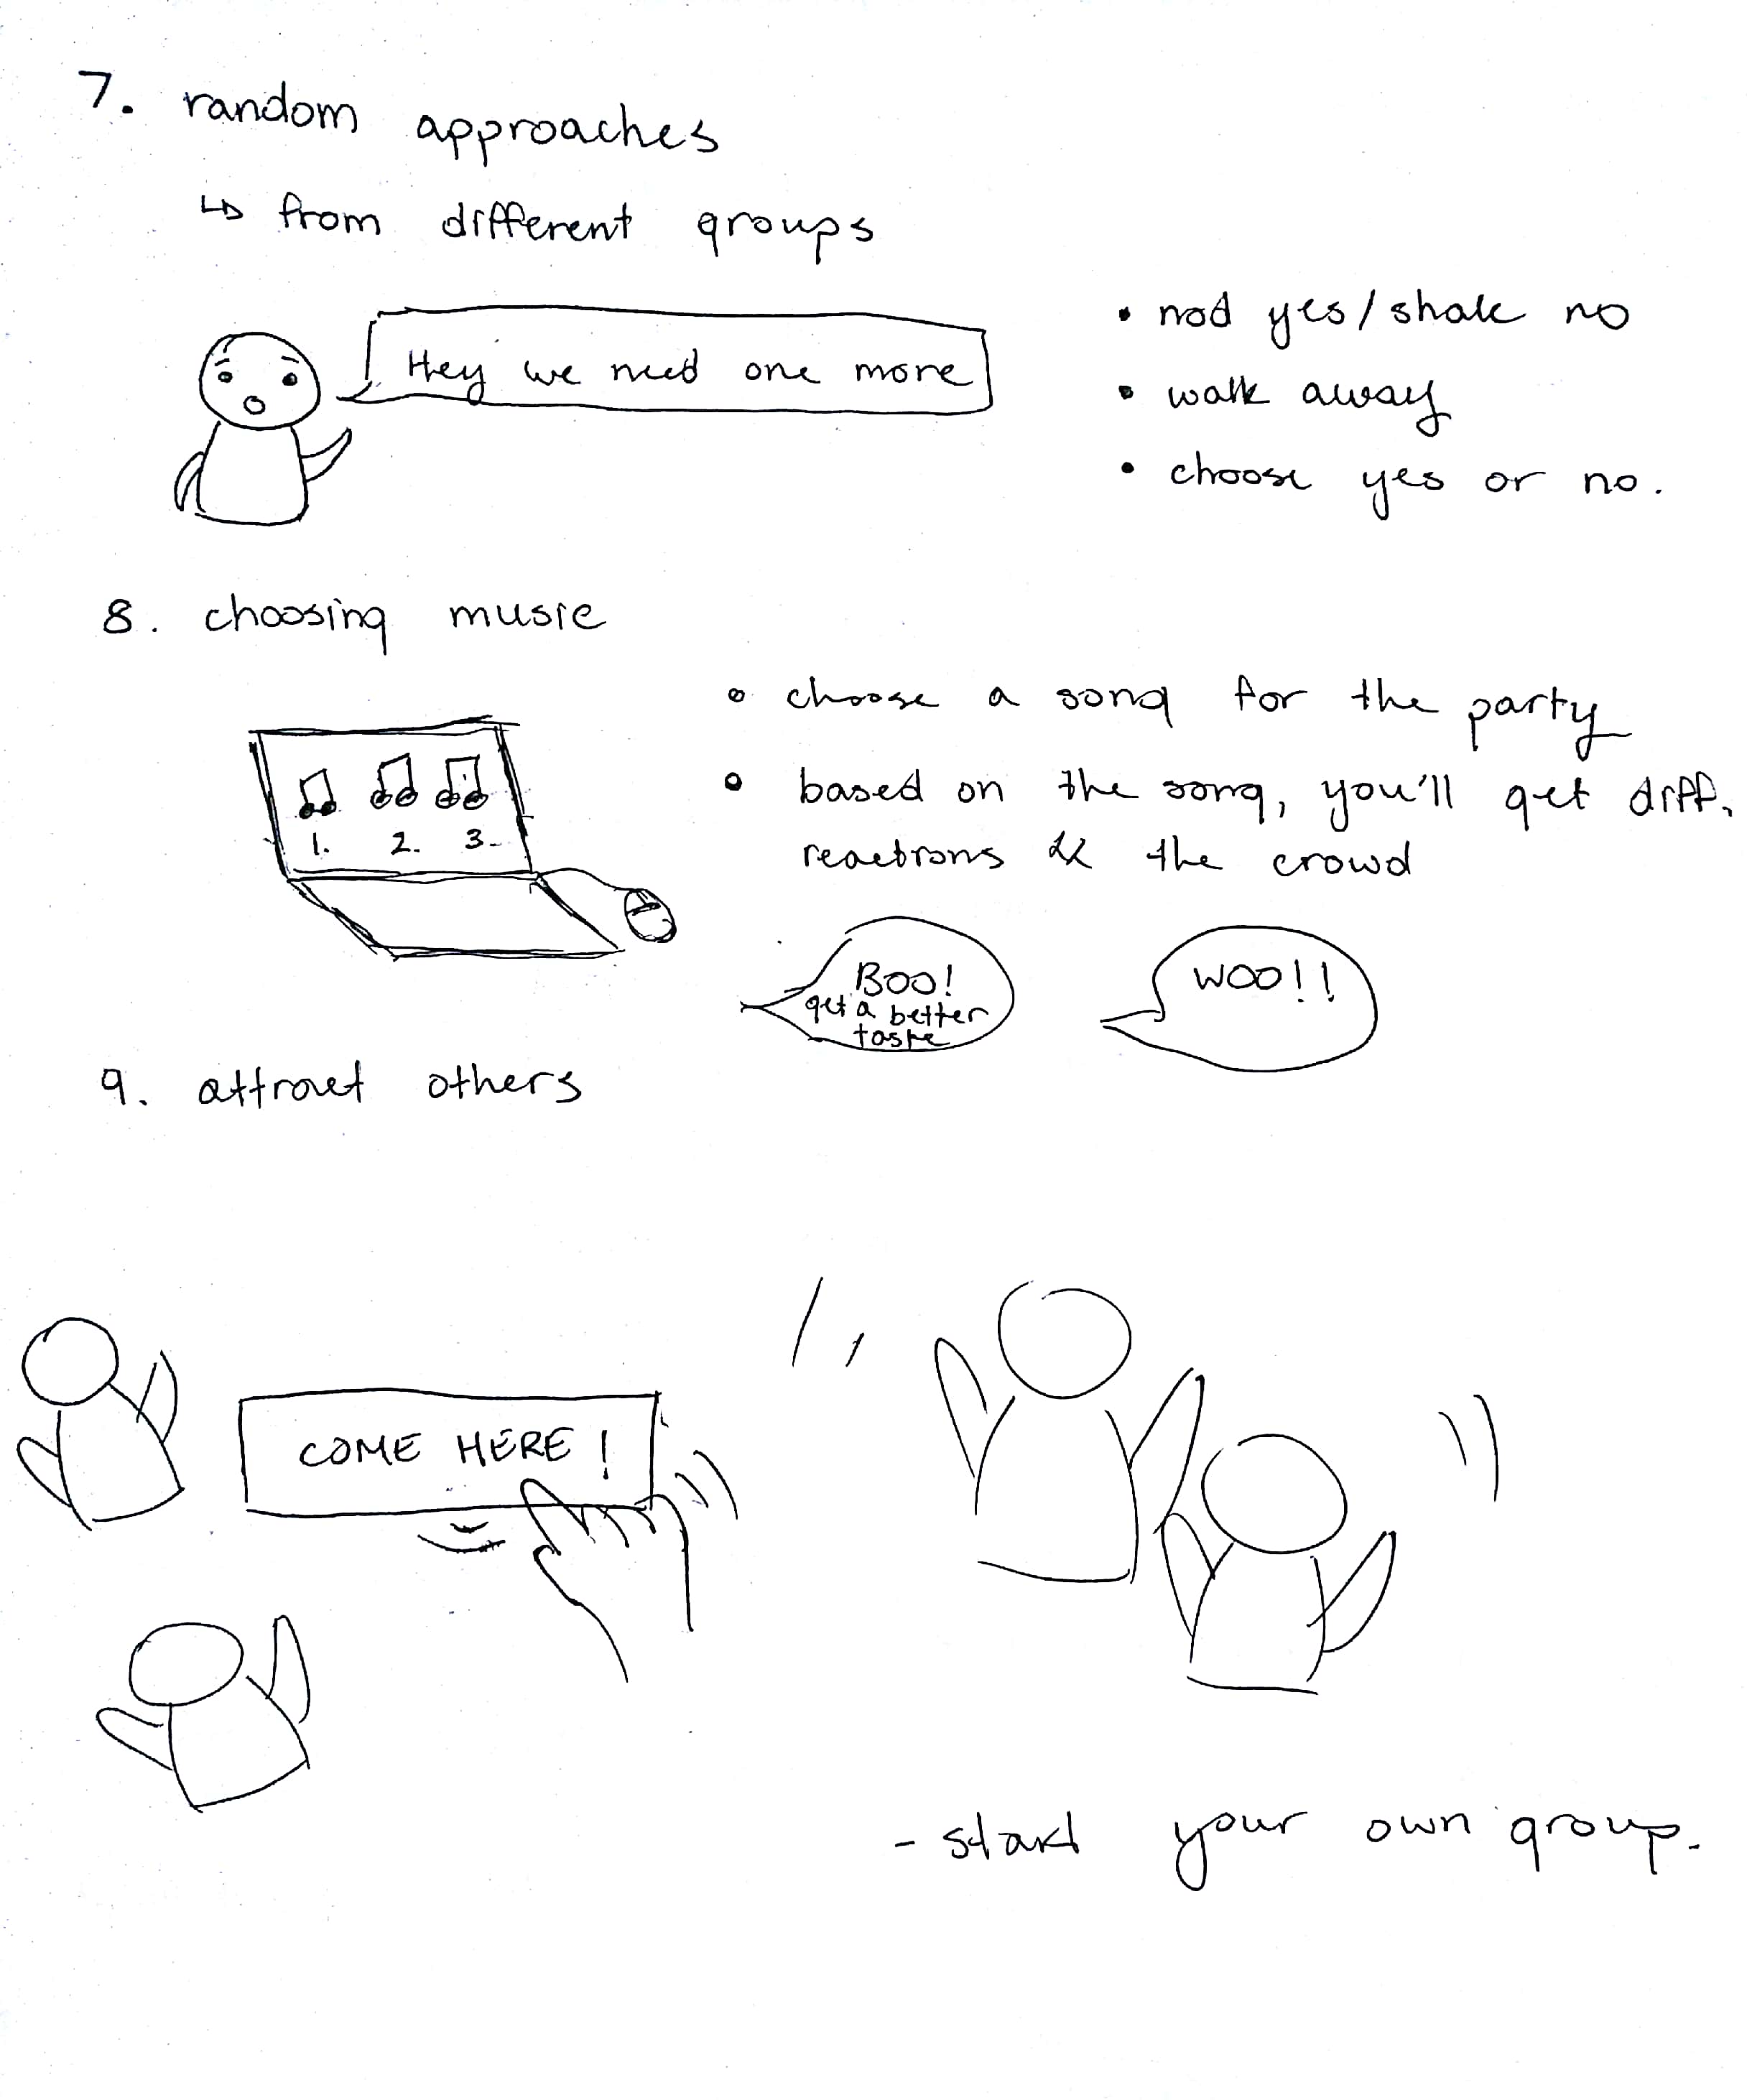 7. random approaches
↳ from different groups
Hey we need one more
• nod yes/shake no
• walk away
• choose yes or no.
8. choosing music
• choose a song for the party
• based on the song, you'll get diff.
reactions & the crowd
1. 2. 3.
BOO!
get a better
taste
WOO!!
9. attract others
COME HERE!
- start your own group.